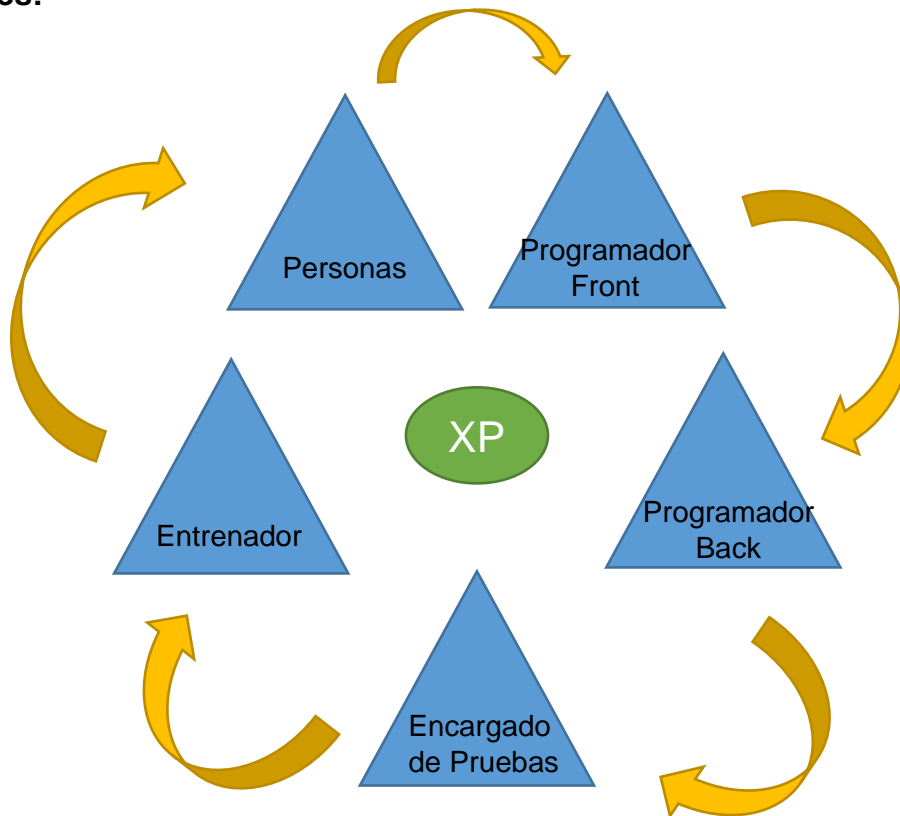 Personas
Programador
Front
XP
Programador
Back
Entrenador
Encargado
de Pruebas